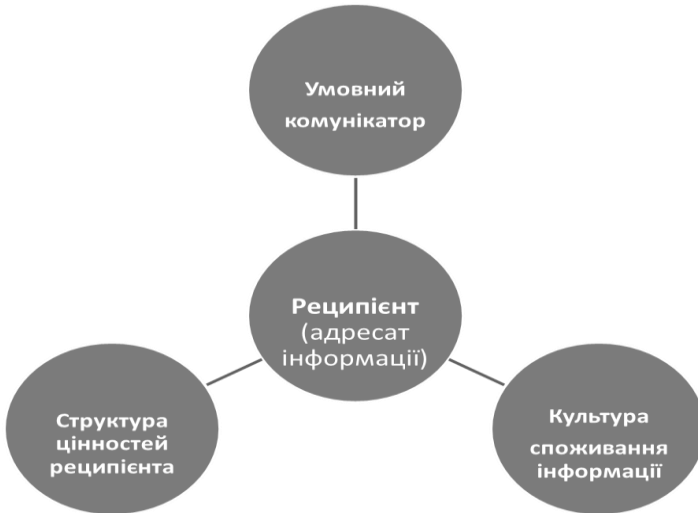 Умовний
комунікатор
Реципієнт
(адресат
інформації)
Структура
цінностей
реципієнта
Культура
споживання
інформації